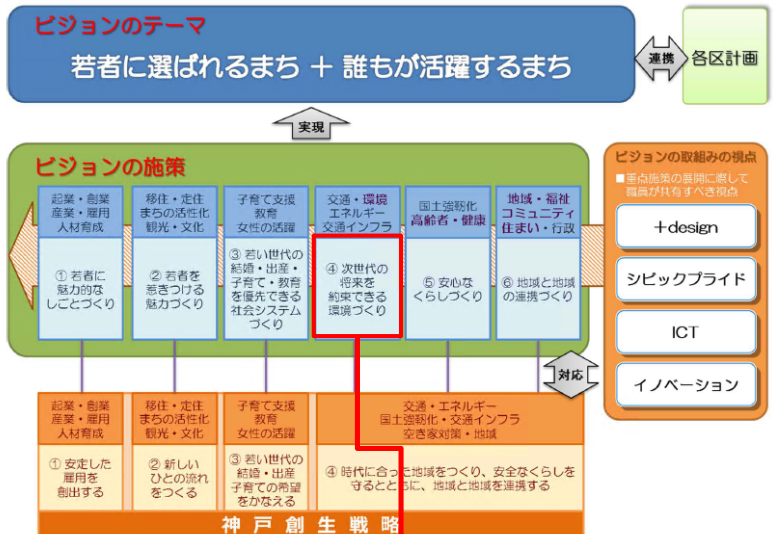 ビジョンのテーマ
若者に選ばれるまち + 誰もが活躍するまち
連携
各区計画
実現
ビジョンの施策
起業・創業
産業・雇用
人材育成
① 若者に
魅力的な
しごとづくり
移住・定住
まちの活性化
観光・文化
② 若者を
惹きつける
魅力づくり
子育て支援
教育
女性の活躍
③ 若い世代の
結婚・出産・
子育て・教育
を優先できる
社会システム
づくり
交通・環境
エネルギー
交通インフラ
④ 次世代の
将来を
約束できる
環境づくり
国土強靭化
高齢者・健康
⑤ 安心な
くらしづくり
地域・福祉
コミュニティ
住まい・行政
⑥ 地域と地域
の連携づくり
ビジョンの取組みの視点
■重点施策の展開に際して
職員が共有すべき視点
+design
シビックプライド
ICT
イノベーション
対応
起業・創業
産業・雇用
人材育成
① 安定した
雇用を
創出する
移住・定住
まちの活性化
観光・文化
② 新しい
ひとの流れ
をつくる
子育て支援
教育
女性の活躍
③ 若い世代の
結婚・出産
子育ての希望
をかなえる
交通・エネルギー
国土強靭化・交通インフラ
空き家対策・地域
④ 時代に合った地域をつくり、安全なくらしを
守るとともに、地域と地域を連携する
神戸創生戦略